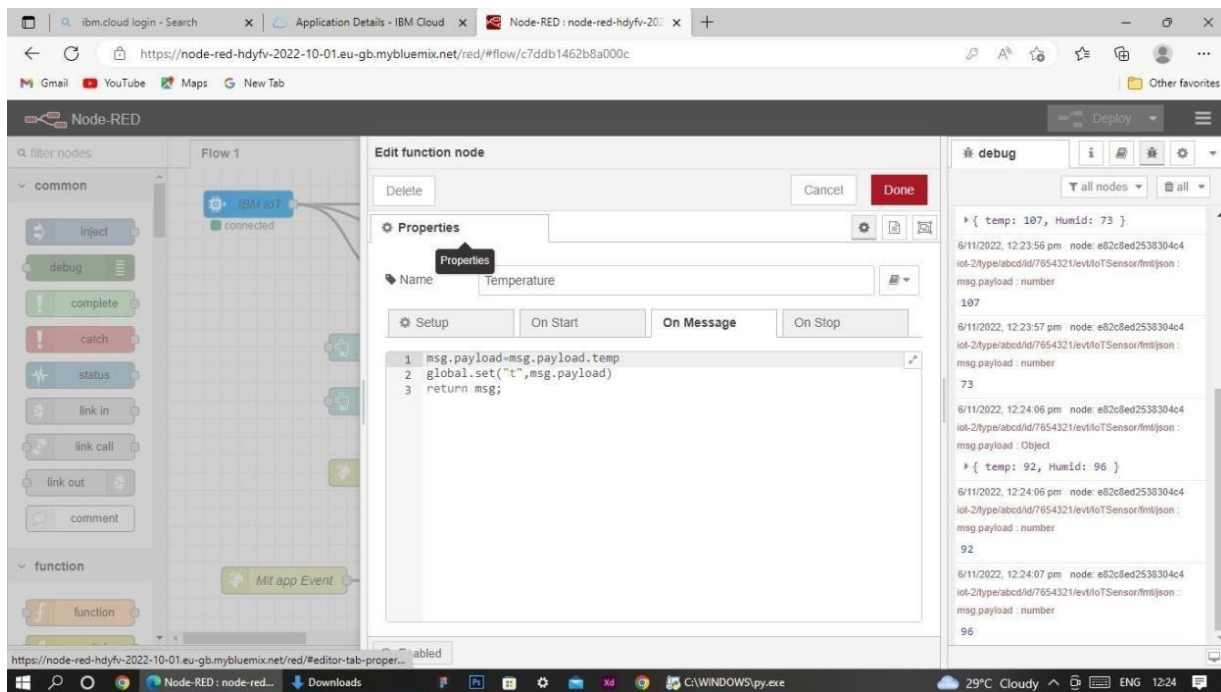 ibm.cloud login - Search
Application Details - IBM Cloud
Node-RED : node-red-hdyfv-202
https://node-red-hdyfv-2022-10-01.eu-gb.mybluemix.net/red/#flow/c7ddb1462b8a000c
Gmail YouTube Maps New Tab Other favorites
Node-RED Deploy
filter nodes
common
inject
debug
complete
catch
status
link in
link call
link out
comment
function
function
Flow 1
IBM IoT
connected
Mit app Event
Edit function node
Delete Cancel Done
Properties
Properties
Name Temperature
Setup On Start On Message On Stop
1 msg.payload=msg.payload.temp
2 global.set("t",msg.payload)
3 return msg;
debug
all nodes all
{ temp: 107, Humid: 73 }
6/11/2022, 12:23:56 pm node: e82c8ed2538304c4
iot-2/type/abcd/id/7654321/evt/IoTSensor/fmt/json :
msg.payload : number
107
6/11/2022, 12:23:57 pm node: e82c8ed2538304c4
iot-2/type/abcd/id/7654321/evt/IoTSensor/fmt/json :
msg.payload : number
73
6/11/2022, 12:24:06 pm node: e82c8ed2538304c4
iot-2/type/abcd/id/7654321/evt/IoTSensor/fmt/json :
msg.payload : Object
{ temp: 92, Humid: 96 }
6/11/2022, 12:24:06 pm node: e82c8ed2538304c4
iot-2/type/abcd/id/7654321/evt/IoTSensor/fmt/json :
msg.payload : number
92
6/11/2022, 12:24:07 pm node: e82c8ed2538304c4
iot-2/type/abcd/id/7654321/evt/IoTSensor/fmt/json :
msg.payload : number
96
https://node-red-hdyfv-2022-10-01.eu-gb.mybluemix.net/red/#editor-tab-proper...
Node-RED : node-red... Downloads Ps Xd C:\WINDOWS\py.exe 29°C Cloudy ENG 12:24